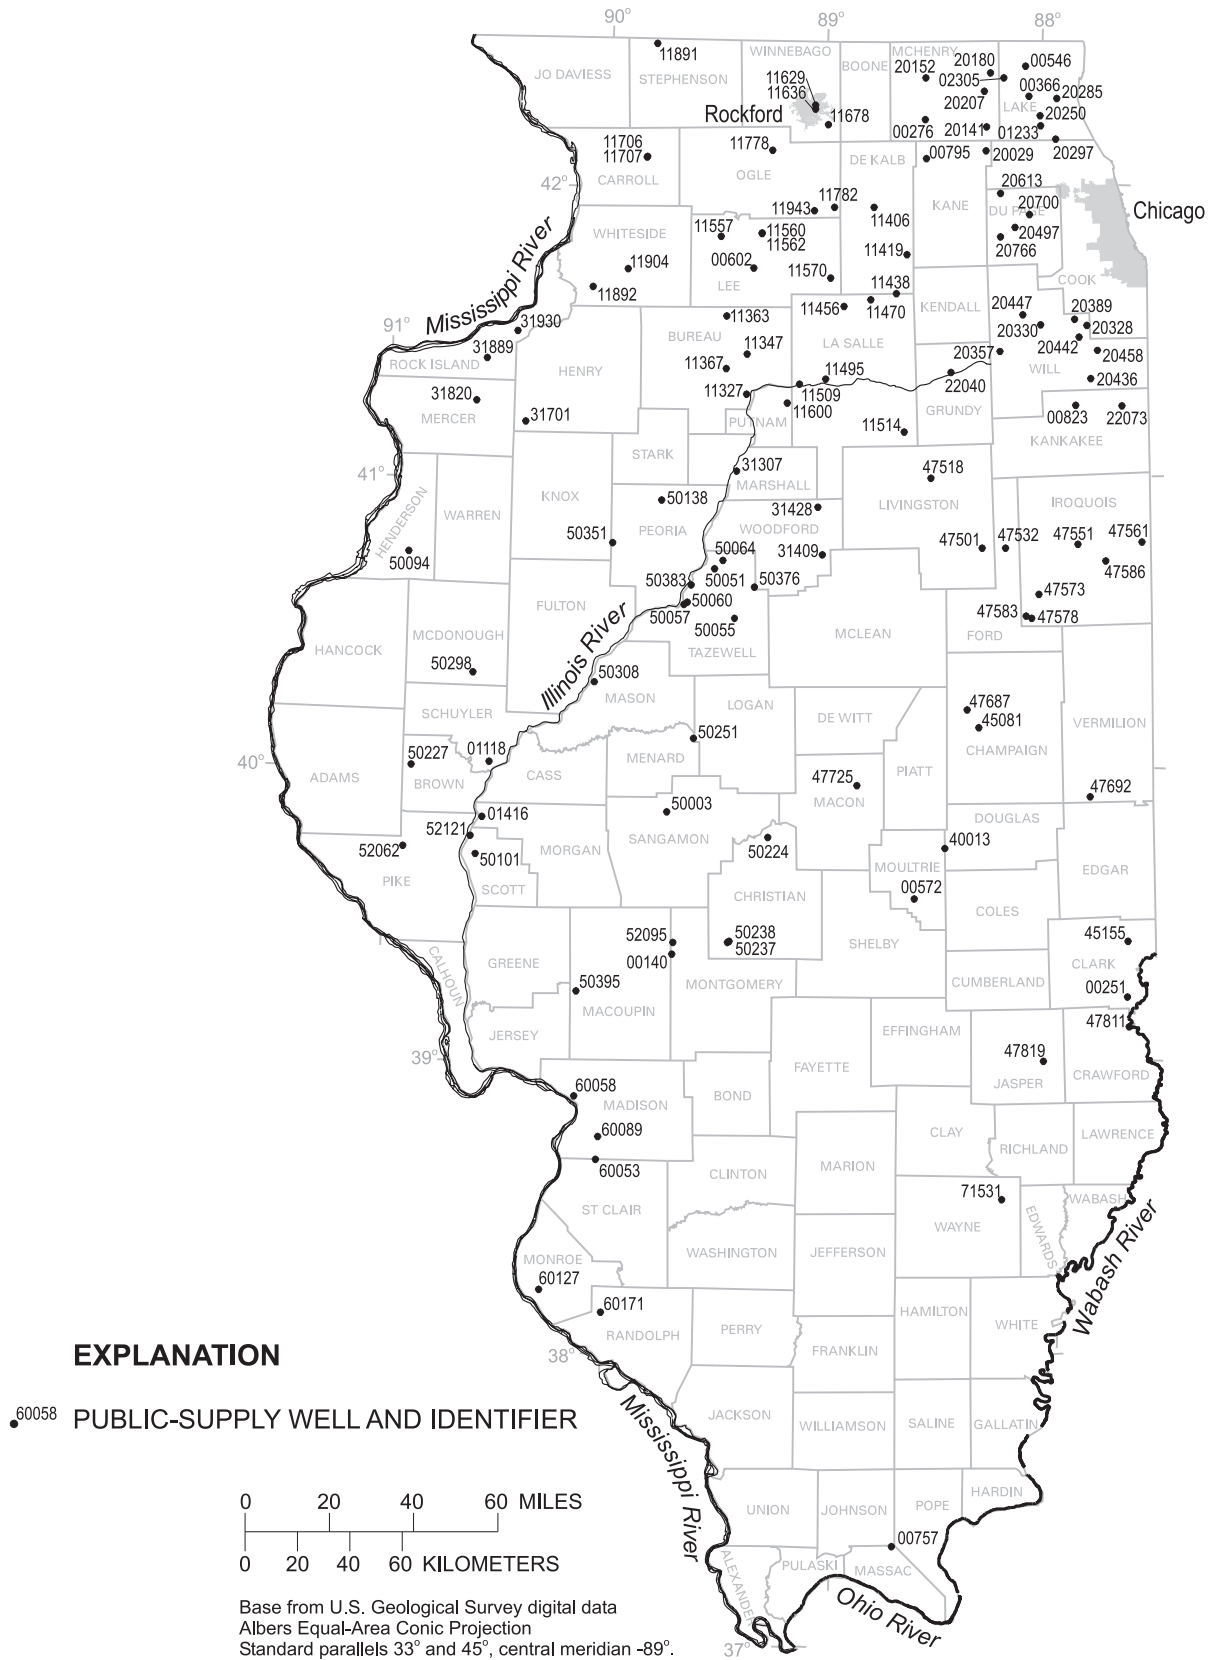 90°
89°
88°
11891
WINNEBAGO
MCHENRY
20180
00546
JO DAVIESS
STEPHENSON
BOONE
20152
02305
00366
20285
11629
11636
20207
LAKE
20250
Rockford
11678
00276
20141
01233
20297
11706
11707
11778
DE KALB
00795
20029
CARROLL
OGLE
42°
20613
11782
KANE
DU PAGE
20700
Chicago
11943
11406
20497
WHITESIDE
11557
11560
11562
20766
11904
00602
11419
LEE
11570
COOK
11892
11438
KENDALL
Mississippi River
11363
11456
11470
20447
20389
91°
31930
BUREAU
20330
20328
LA SALLE
20442
31889
11347
20357
20458
ROCK ISLAND
HENRY
11367
11495
WILL
31820
11327
11509
22040
20436
MERCER
31701
11600
GRUNDY
00823
22073
PUTNAM
11514
KANKAKEE
STARK
41°
31307
47518
MARSHALL
HENDERSON
WARREN
KNOX
50138
31428
LIVINGSTON
IROQUOIS
PEORIA
WOODFORD
50351
47501
47532
47551
47561
50094
50064
31409
47586
50383
50051
50376
FULTON
50060
47573
50057
47583
47578
50055
MCDONOUGH
MCLEAN
FORD
HANCOCK
Illinois River
TAZEWELL
50298
50308
MASON
LOGAN
47687
SCHUYLER
DE WITT
45081
VERMILION
50251
CHAMPAIGN
40°
50227
01118
MENARD
PIATT
ADAMS
BROWN
CASS
47725
47692
50003
MACON
01416
DOUGLAS
52121
SANGAMON
52062
MORGAN
50224
40013
50101
MOULTRIE
EDGAR
PIKE
SCOTT
CHRISTIAN
00572
COLES
52095
50238
50237
SHELBY
45155
00140
CALHOUN
GREENE
CLARK
50395
MONTGOMERY
CUMBERLAND
00251
MACOUPIN
JERSEY
EFFINGHAM
47811
39°
47819
FAYETTE
JASPER
CRAWFORD
60058
MADISON
BOND
60089
CLAY
LAWRENCE
60053
RICHLAND
CLINTON
MARION
71531
WABASH
ST CLAIR
WAYNE
EDWARDS
MONROE
WASHINGTON
JEFFERSON
Wabash River
60127
60171
HAMILTON
RANDOLPH
PERRY
WHITE
38°
FRANKLIN
JACKSON
WILLIAMSON
SALINE
GALLATIN
Mississippi River
UNION
JOHNSON
POPE
HARDIN
00757
ALEXANDER
PULASKI
MASSAC
Ohio River
37°
EXPLANATION
60058 PUBLIC-SUPPLY WELL AND IDENTIFIER
0 20 40 60 MILES
0 20 40 60 KILOMETERS
Base from U.S. Geological Survey digital data
Albers Equal-Area Conic Projection
Standard parallels 33° and 45°, central meridian -89°.